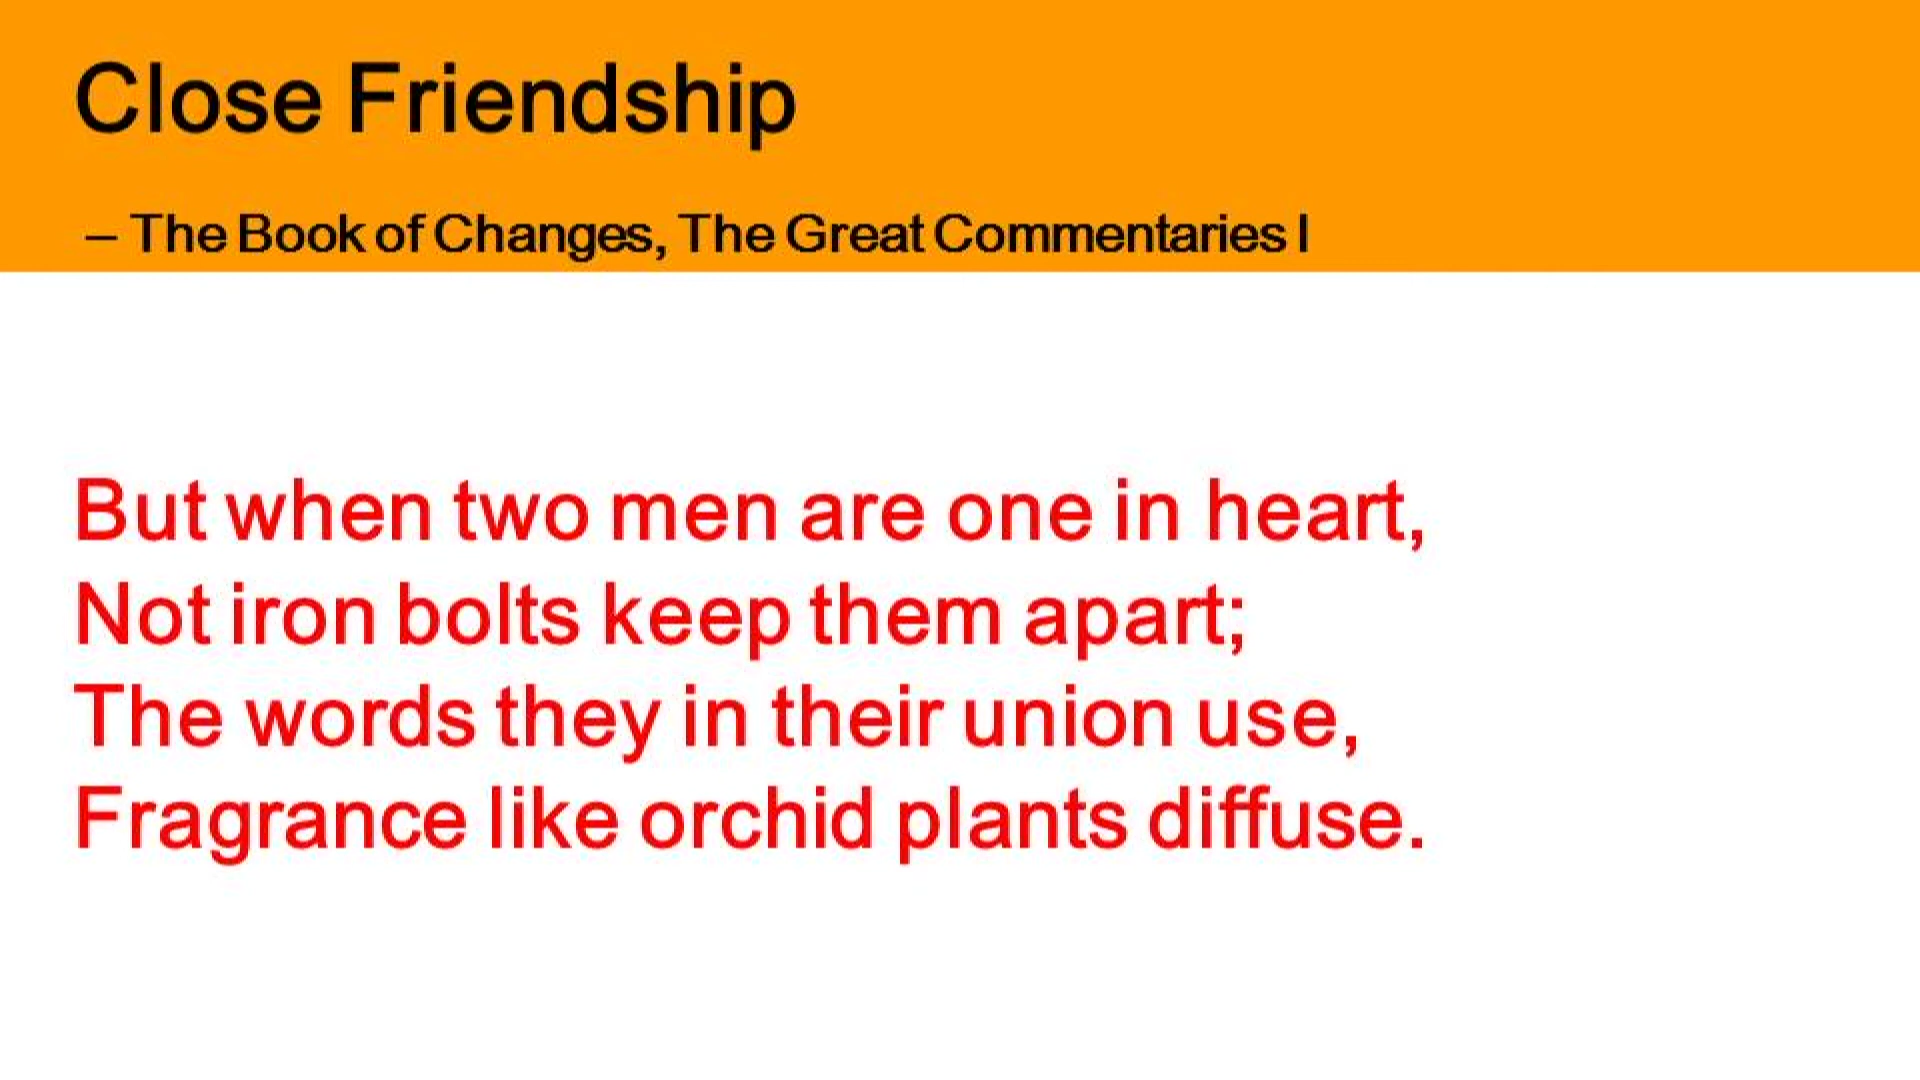 Close Friendship
– The Book of Changes, The Great Commentaries I
But when two men are one in heart,
Not iron bolts keep them apart;
The words they in their union use,
Fragrance like orchid plants diffuse.